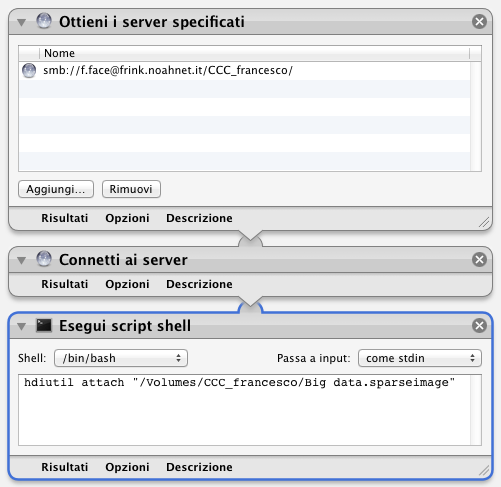 Ottieni i server specificati
Nome
smb://f.face@frink.noahnet.it/CCC_francesco/
Aggiungi... Rimuovi
Risultati Opzioni Descrizione
Connetti ai server
Risultati Opzioni Descrizione
Esegui script shell
Shell: /bin/bash Passa a input: come stdin
hdiutil attach "/Volumes/CCC_francesco/Big data.sparseimage"
Risultati Opzioni Descrizione